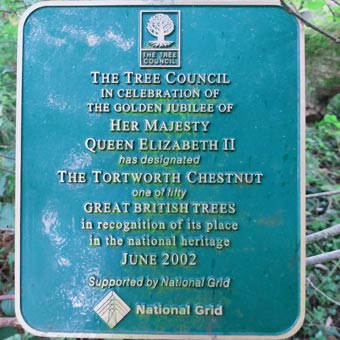 THE TREE
COUNCIL
THE TREE COUNCIL
IN CELEBRATION OF
THE GOLDEN JUBILEE OF
HER MAJESTY
QUEEN ELIZABETH II
has designated
THE TORTWORTH CHESTNUT
one of fifty
GREAT BRITISH TREES
in recognition of its place
in the national heritage
JUNE 2002
Supported by National Grid
National Grid